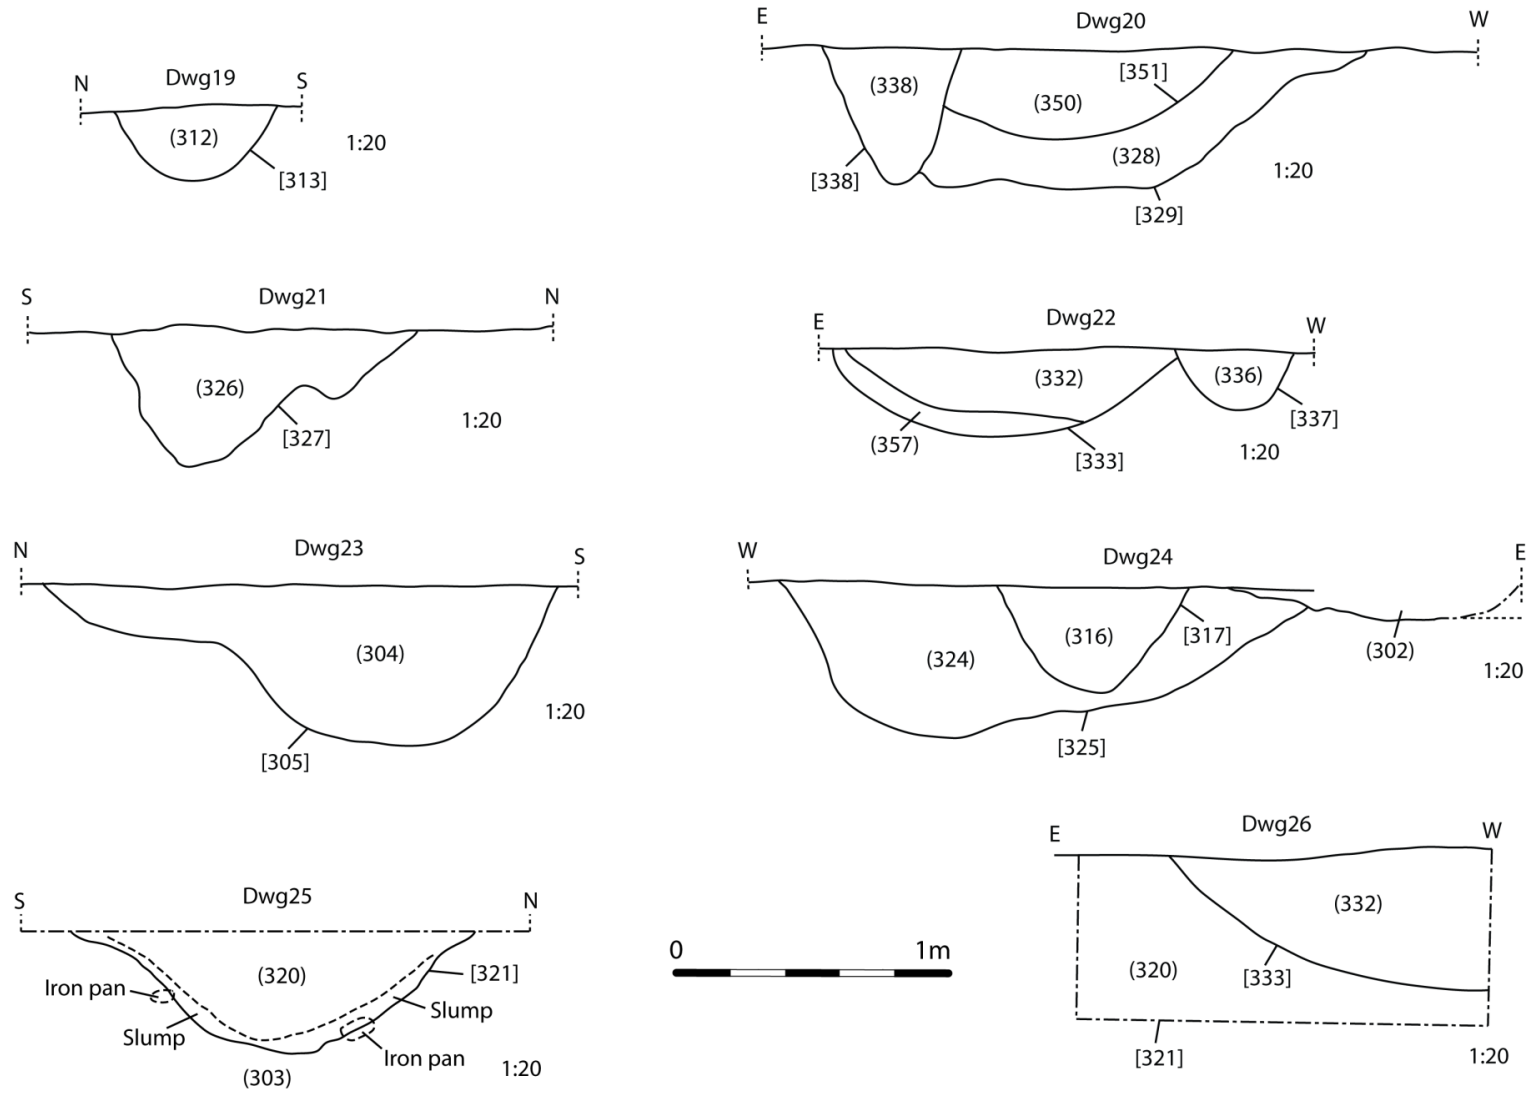 Dwg19
N
S
(312)
[313]
1:20
Dwg20
E
W
(338)
(350)
[351]
(328)
[338]
[329]
1:20
Dwg21
S
N
(326)
[327]
1:20
Dwg22
E
W
(332)
(336)
(357)
[333]
[337]
1:20
Dwg23
N
S
(304)
[305]
1:20
Dwg24
W
E
(324)
(316)
[317]
(302)
[325]
1:20
Dwg25
S
N
(320)
[321]
Iron pan
Slump
Slump
Iron pan
(303)
1:20
0
1m
Dwg26
E
W
(332)
(320)
[333]
[321]
1:20